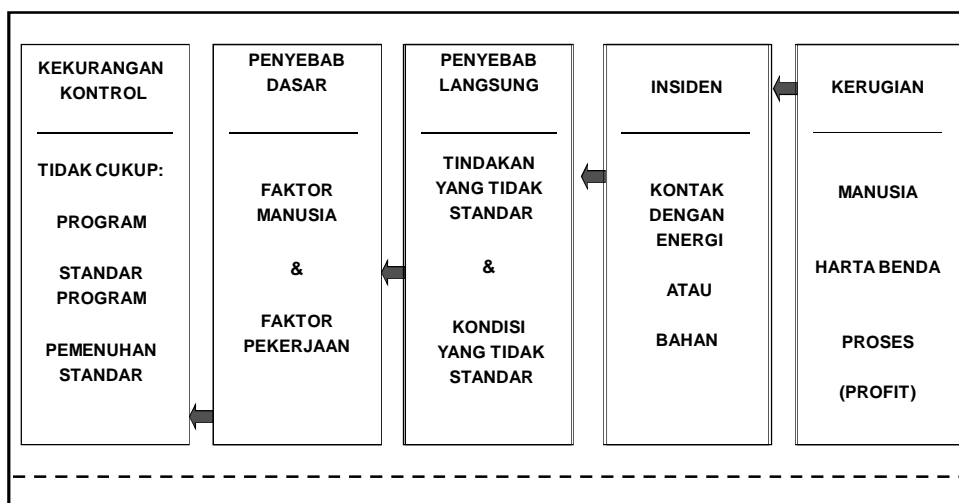 KEKURANGAN
KONTROL
TIDAK CUKUP:
PROGRAM
STANDAR
PROGRAM
PEMENUHAN
STANDAR
PENYEBAB
DASAR
FAKTOR
MANUSIA
&
FAKTOR
PEKERJAAN
PENYEBAB
LANGSUNG
TINDAKAN
YANG TIDAK
STANDAR
&
KONDISI
YANG TIDAK
STANDAR
INSIDEN
KONTAK
DENGAN
ENERGI
ATAU
BAHAN
KERUGIAN
MANUSIA
HARTA BENDA
PROSES
(PROFIT)